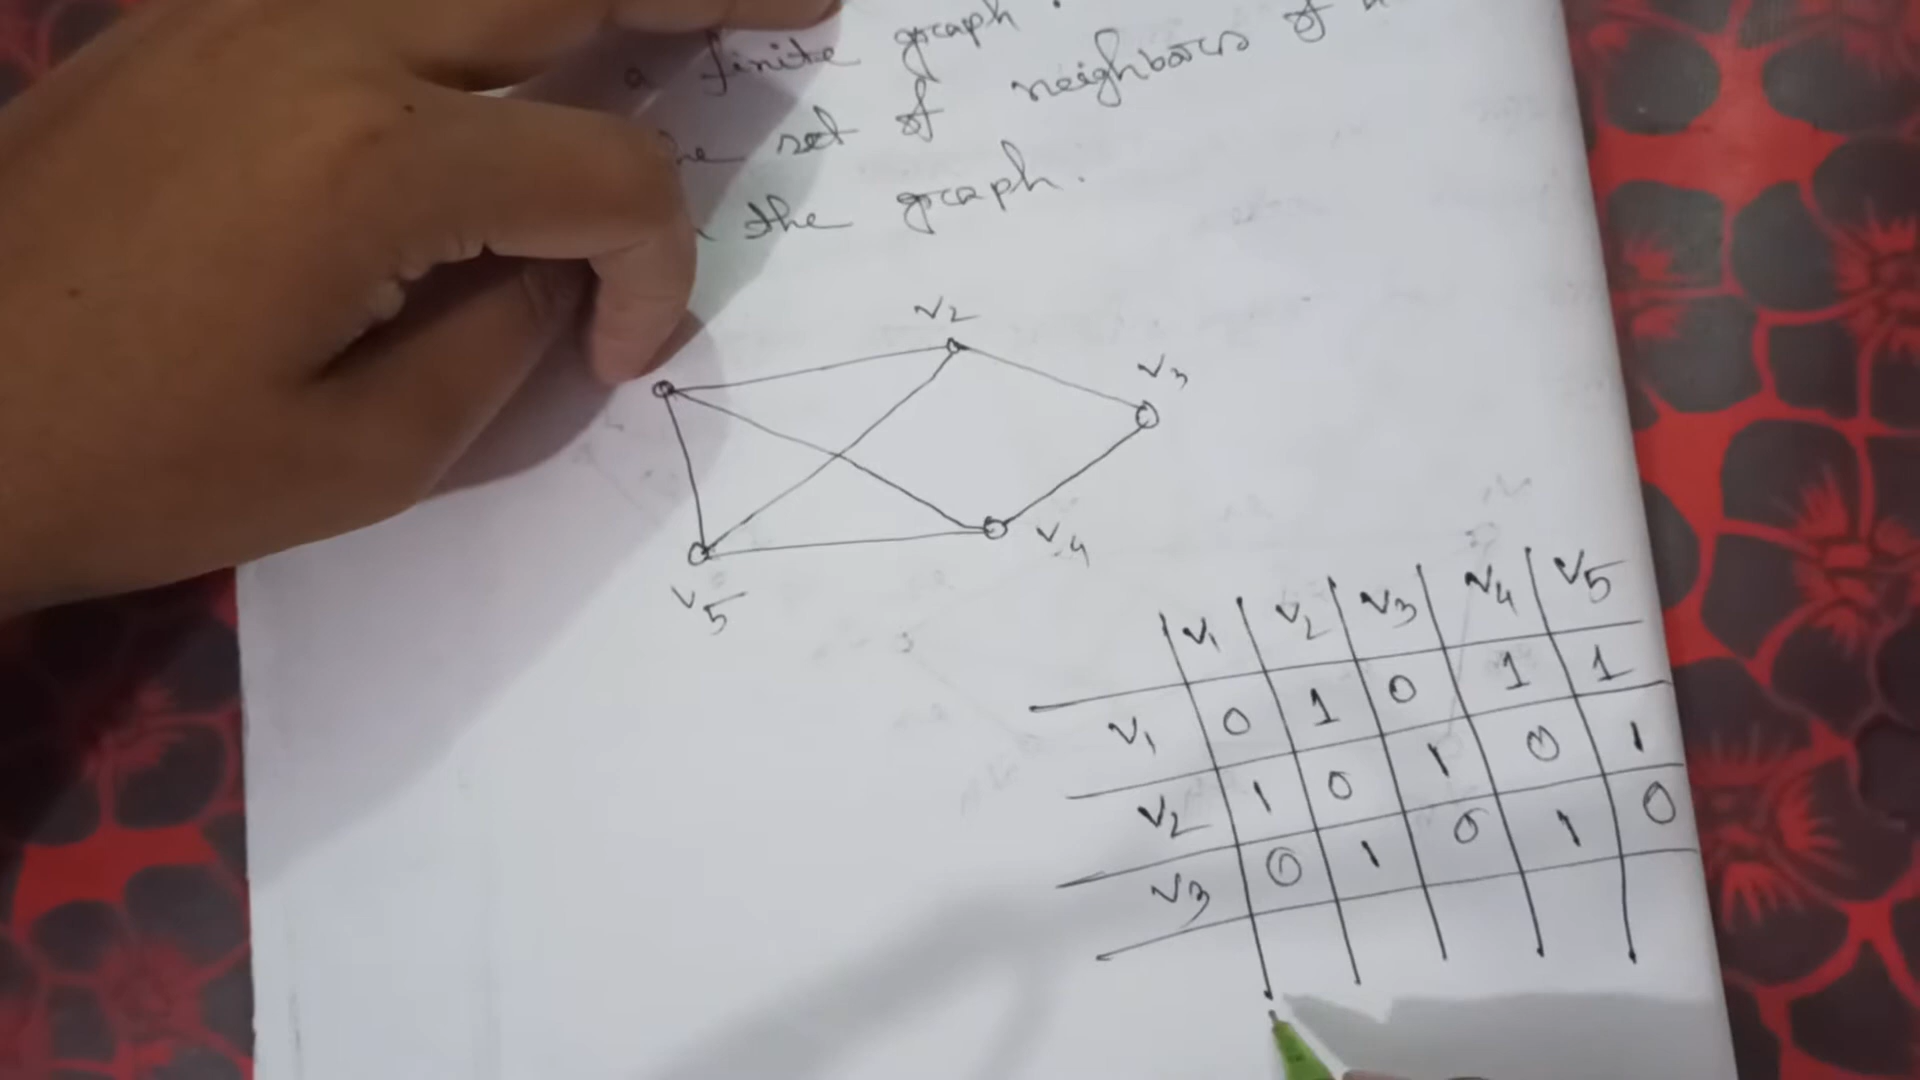 a finite graph.
set of neighbors of
the graph.
v2
v3
v4
v5
v1 v2 v3 v4 v5
v1 0 1 0 1 1
v2 1 0 1 0 1
v3 0 1 0 1 0